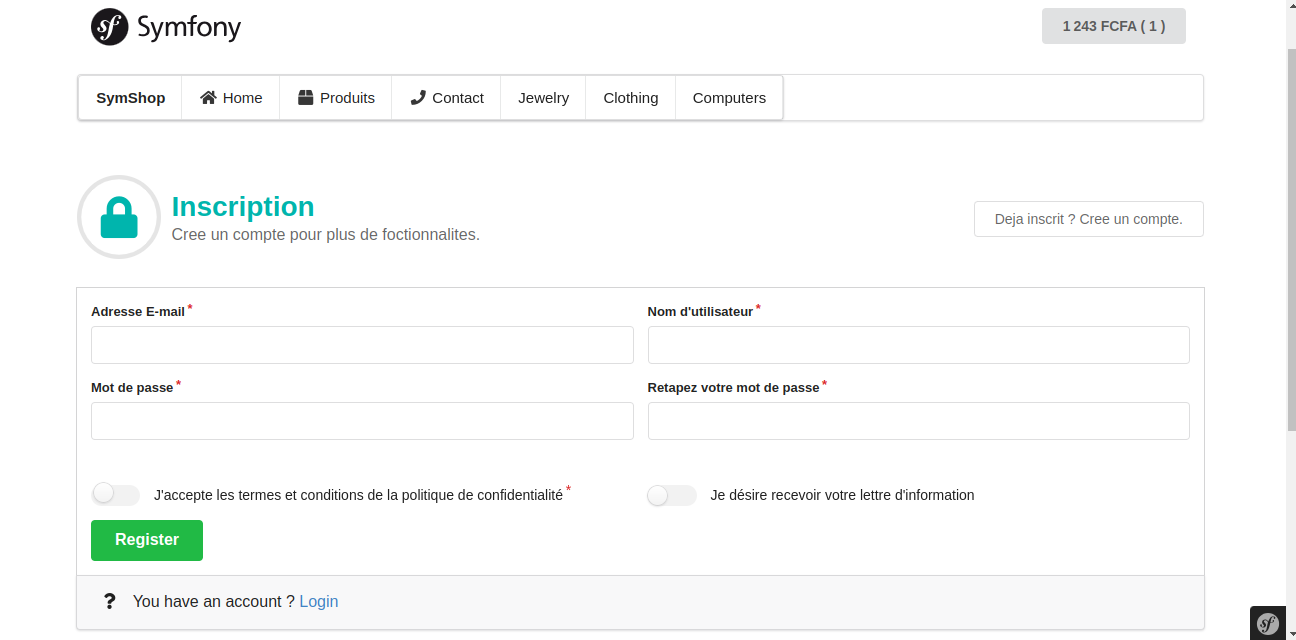 sf Symfony
1 243 FCFA ( 1 )
SymShop Home Produits Contact Jewelry Clothing Computers
Inscription
Cree un compte pour plus de foctionnalites.
Deja inscrit ? Cree un compte.
Adresse E-mail *
Nom d'utilisateur *
Mot de passe *
Retapez votre mot de passe *
J'accepte les termes et conditions de la politique de confidentialité *
Je désire recevoir votre lettre d'information
Register
? You have an account ? Login
sf